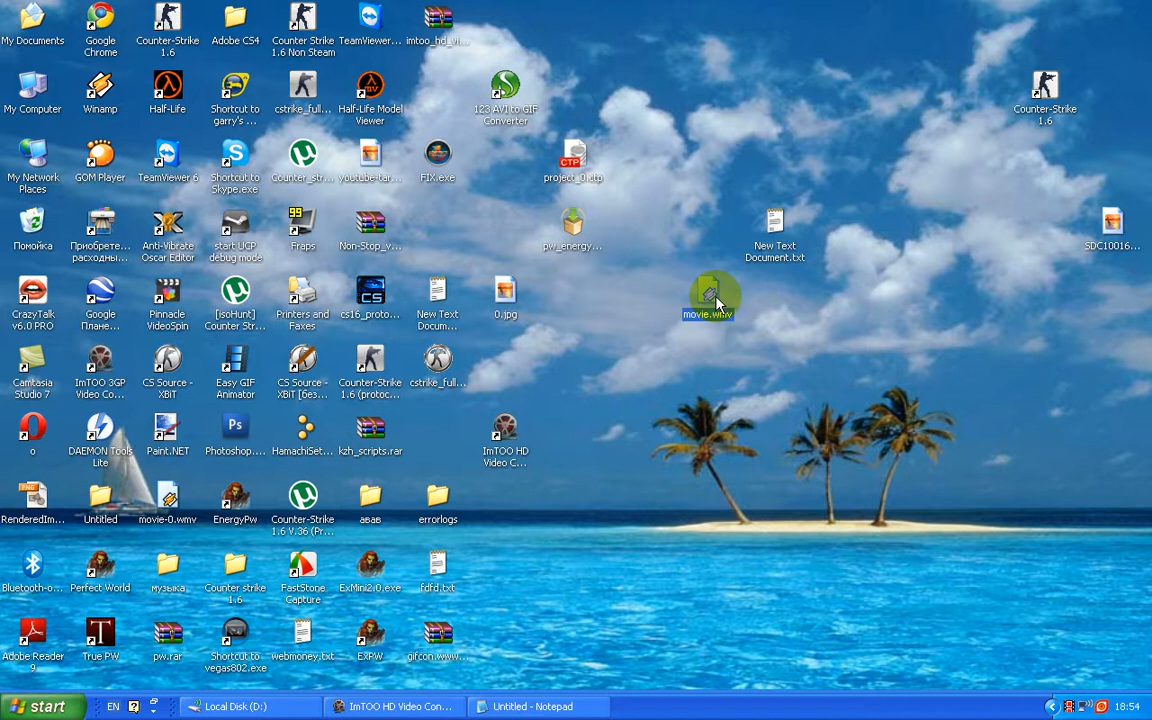 My Documents
Google
Chrome
Counter-Strike
1.6
Adobe CS4
Counter Strike
1.6 Non Steam
TeamViewer...
imtoo_hd_vi...
My Computer
Winamp
Half-Life
Shortcut to
garry's ...
cstrike_full...
Half-Life Model
Viewer
123 AVI to GIF
Converter
Counter-Strike
1.6
My Network
Places
GOM Player
TeamViewer 6
Shortcut to
Skype.exe
Counter_str...
youtube-tar...
FIX.exe
CTP
project_0.ctp
Помойка
Приобрете...
расходны...
Anti-Vibrate
Oscar Editor
start UCP
debug mode
99
Fraps
Non-Stop_v...
pw_energy...
New Text
Document.txt
SDC10016...
CrazyTalk
v6.0 PRO
Google
Плане...
Pinnacle
VideoSpin
[isoHunt]
Counter Str...
Printers and
Faxes
CS
cs16_proto...
New Text
Docum...
0.jpg
movie.wmv
Camtasia
Studio 7
ImTOO 3GP
Video Co...
CS Source -
XBiT
Easy GIF
Animator
CS Source -
XBiT [без...
Counter-Strike
1.6 (protoc...
cstrike_full...
o
DAEMON Tools
Lite
Paint.NET
Ps
Photoshop....
HamachiSet...
kzh_scripts.rar
ImTOO HD
Video C...
PNG
RenderedIm...
Untitled
movie-0.wmv
EnergyPw
Counter-Strike
1.6 V.36 (Pr...
авав
errorlogs
Bluetooth-о...
Perfect World
музыка
Counter strike
1.6
FastStone
Capture
ExMini2.0.exe
fdfd.txt
Adobe Reader
9
T
True PW
pw.rar
Shortcut to
vegas802.exe
webmoney.txt
ExPW
gifcon.www...
start
EN
Local Disk (D:)
ImTOO HD Video Con...
Untitled - Notepad
18:54